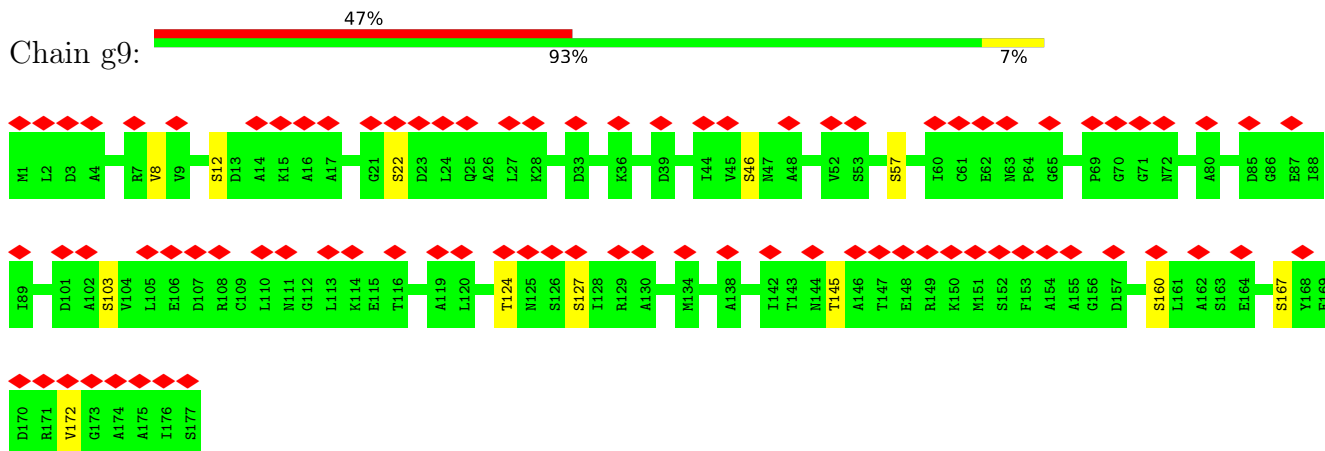 47%
Chain g9:
93% 7%
M1 L2 D3 A4 R7 V8 V9 S12 D13 A14 K15 A16 A17 G21 S22 D23 L24 Q25 A26 L27 K28 D33 K36 D39 I44 V45 S46 N47 A48 V52 S53 S57 I60 C61 E62 N63 P64 G65 P69 G70 G71 N72 A80 D85 G86 E87 I88
I89 D101 A102 S103 V104 L105 E106 D107 R108 C109 L110 N111 G112 L113 K114 E115 T116 A119 L120 T124 N125 S126 S127 I128 R129 A130 M134 A138 I142 T143 N144 T145 A146 T147 E148 R149 K150 M151 S152 F153 A154 A155 G156 D157 S160 L161 A162 S163 E164 S167 Y168 E169
D170 R171 V172 G173 A174 A175 I176 S177